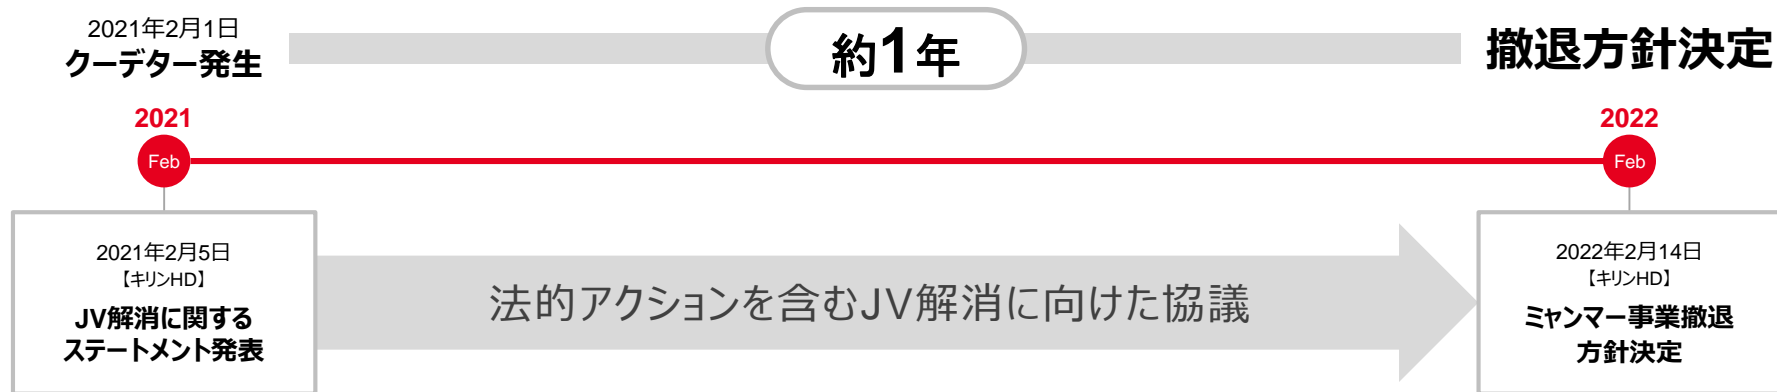 2021年2月1日
クーデター発生
約1年
撤退方針決定
2021
Feb
2022
Feb
2021年2月5日
【キリンHD】
JV解消に関する
ステートメント発表
法的アクションを含むJV解消に向けた協議
2022年2月14日
【キリンHD】
ミャンマー事業撤退
方針決定